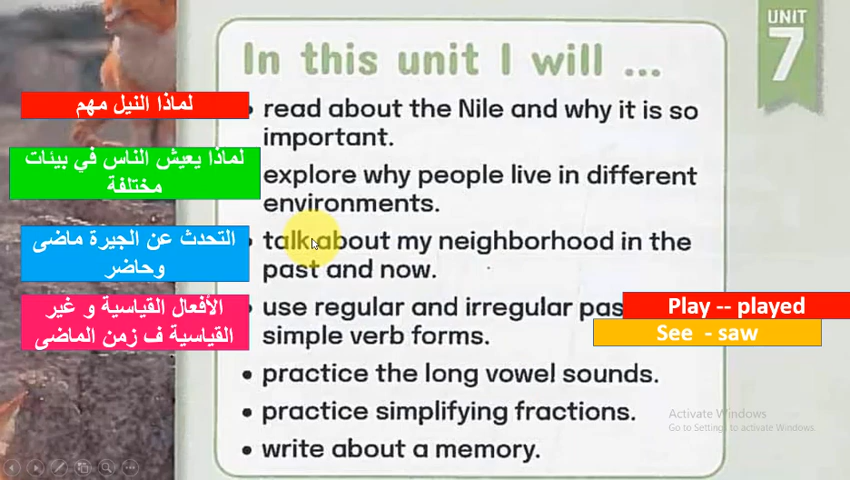 UNIT
7
In this unit I will ...
لماذا النيل مهم
• read about the Nile and why it is so
important.
لماذا يعيش الناس في بيئات
مختلفة
explore why people live in different
environments.
التحدث عن الجيرة ماضى
وحاضر
• talk about my neighborhood in the
past and now.
الأفعال القياسية و غير
القياسية ف زمن الماضى
• use regular and irregular pas
simple verb forms.
Play -- played
See - saw
• practice the long vowel sounds.
• practice simplifying fractions.
• write about a memory.
Activate Windows
Go to Settings to activate Windows.